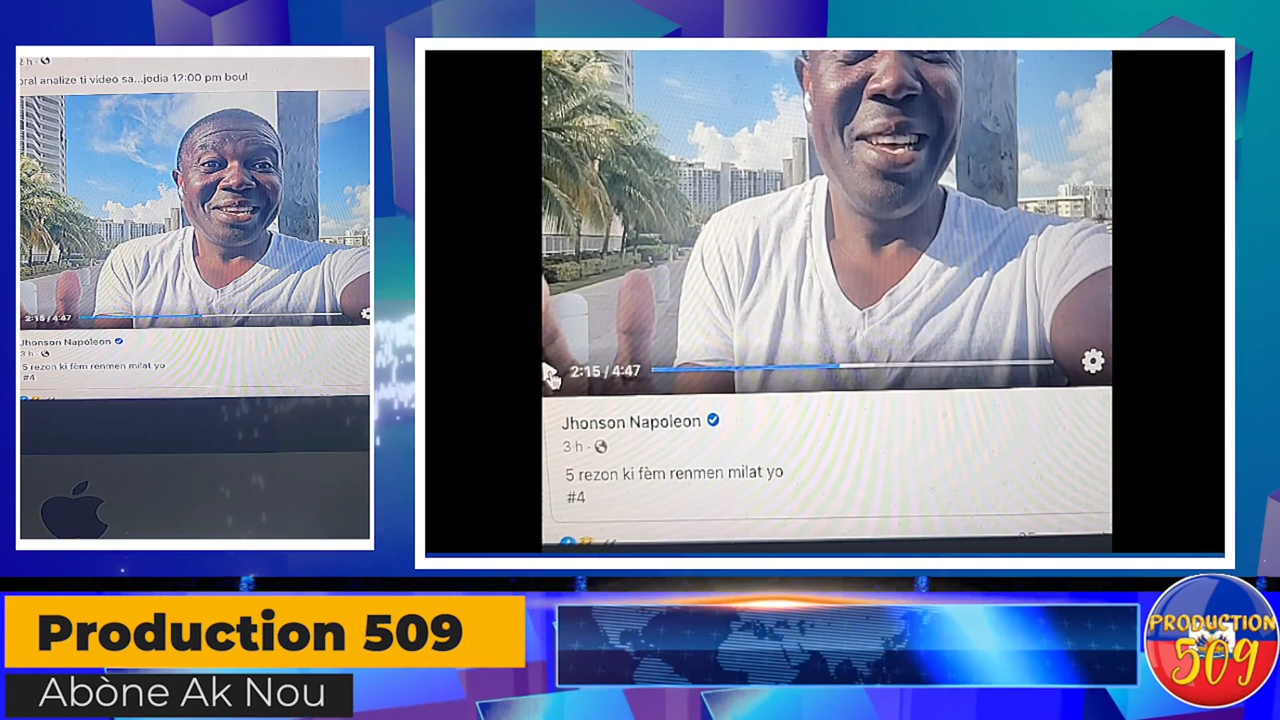 2 h ·
oral analize ti video sa...jodia 12:00 pm boul
2:15 / 4:47
Jhonson Napoleon
3 h ·
5 rezon ki fèm renmen milat yo
#4
2:15 / 4:47
Jhonson Napoleon
3 h ·
5 rezon ki fèm renmen milat yo
#4
Production 509
Abòne Ak Nou
PRODUCTION
509